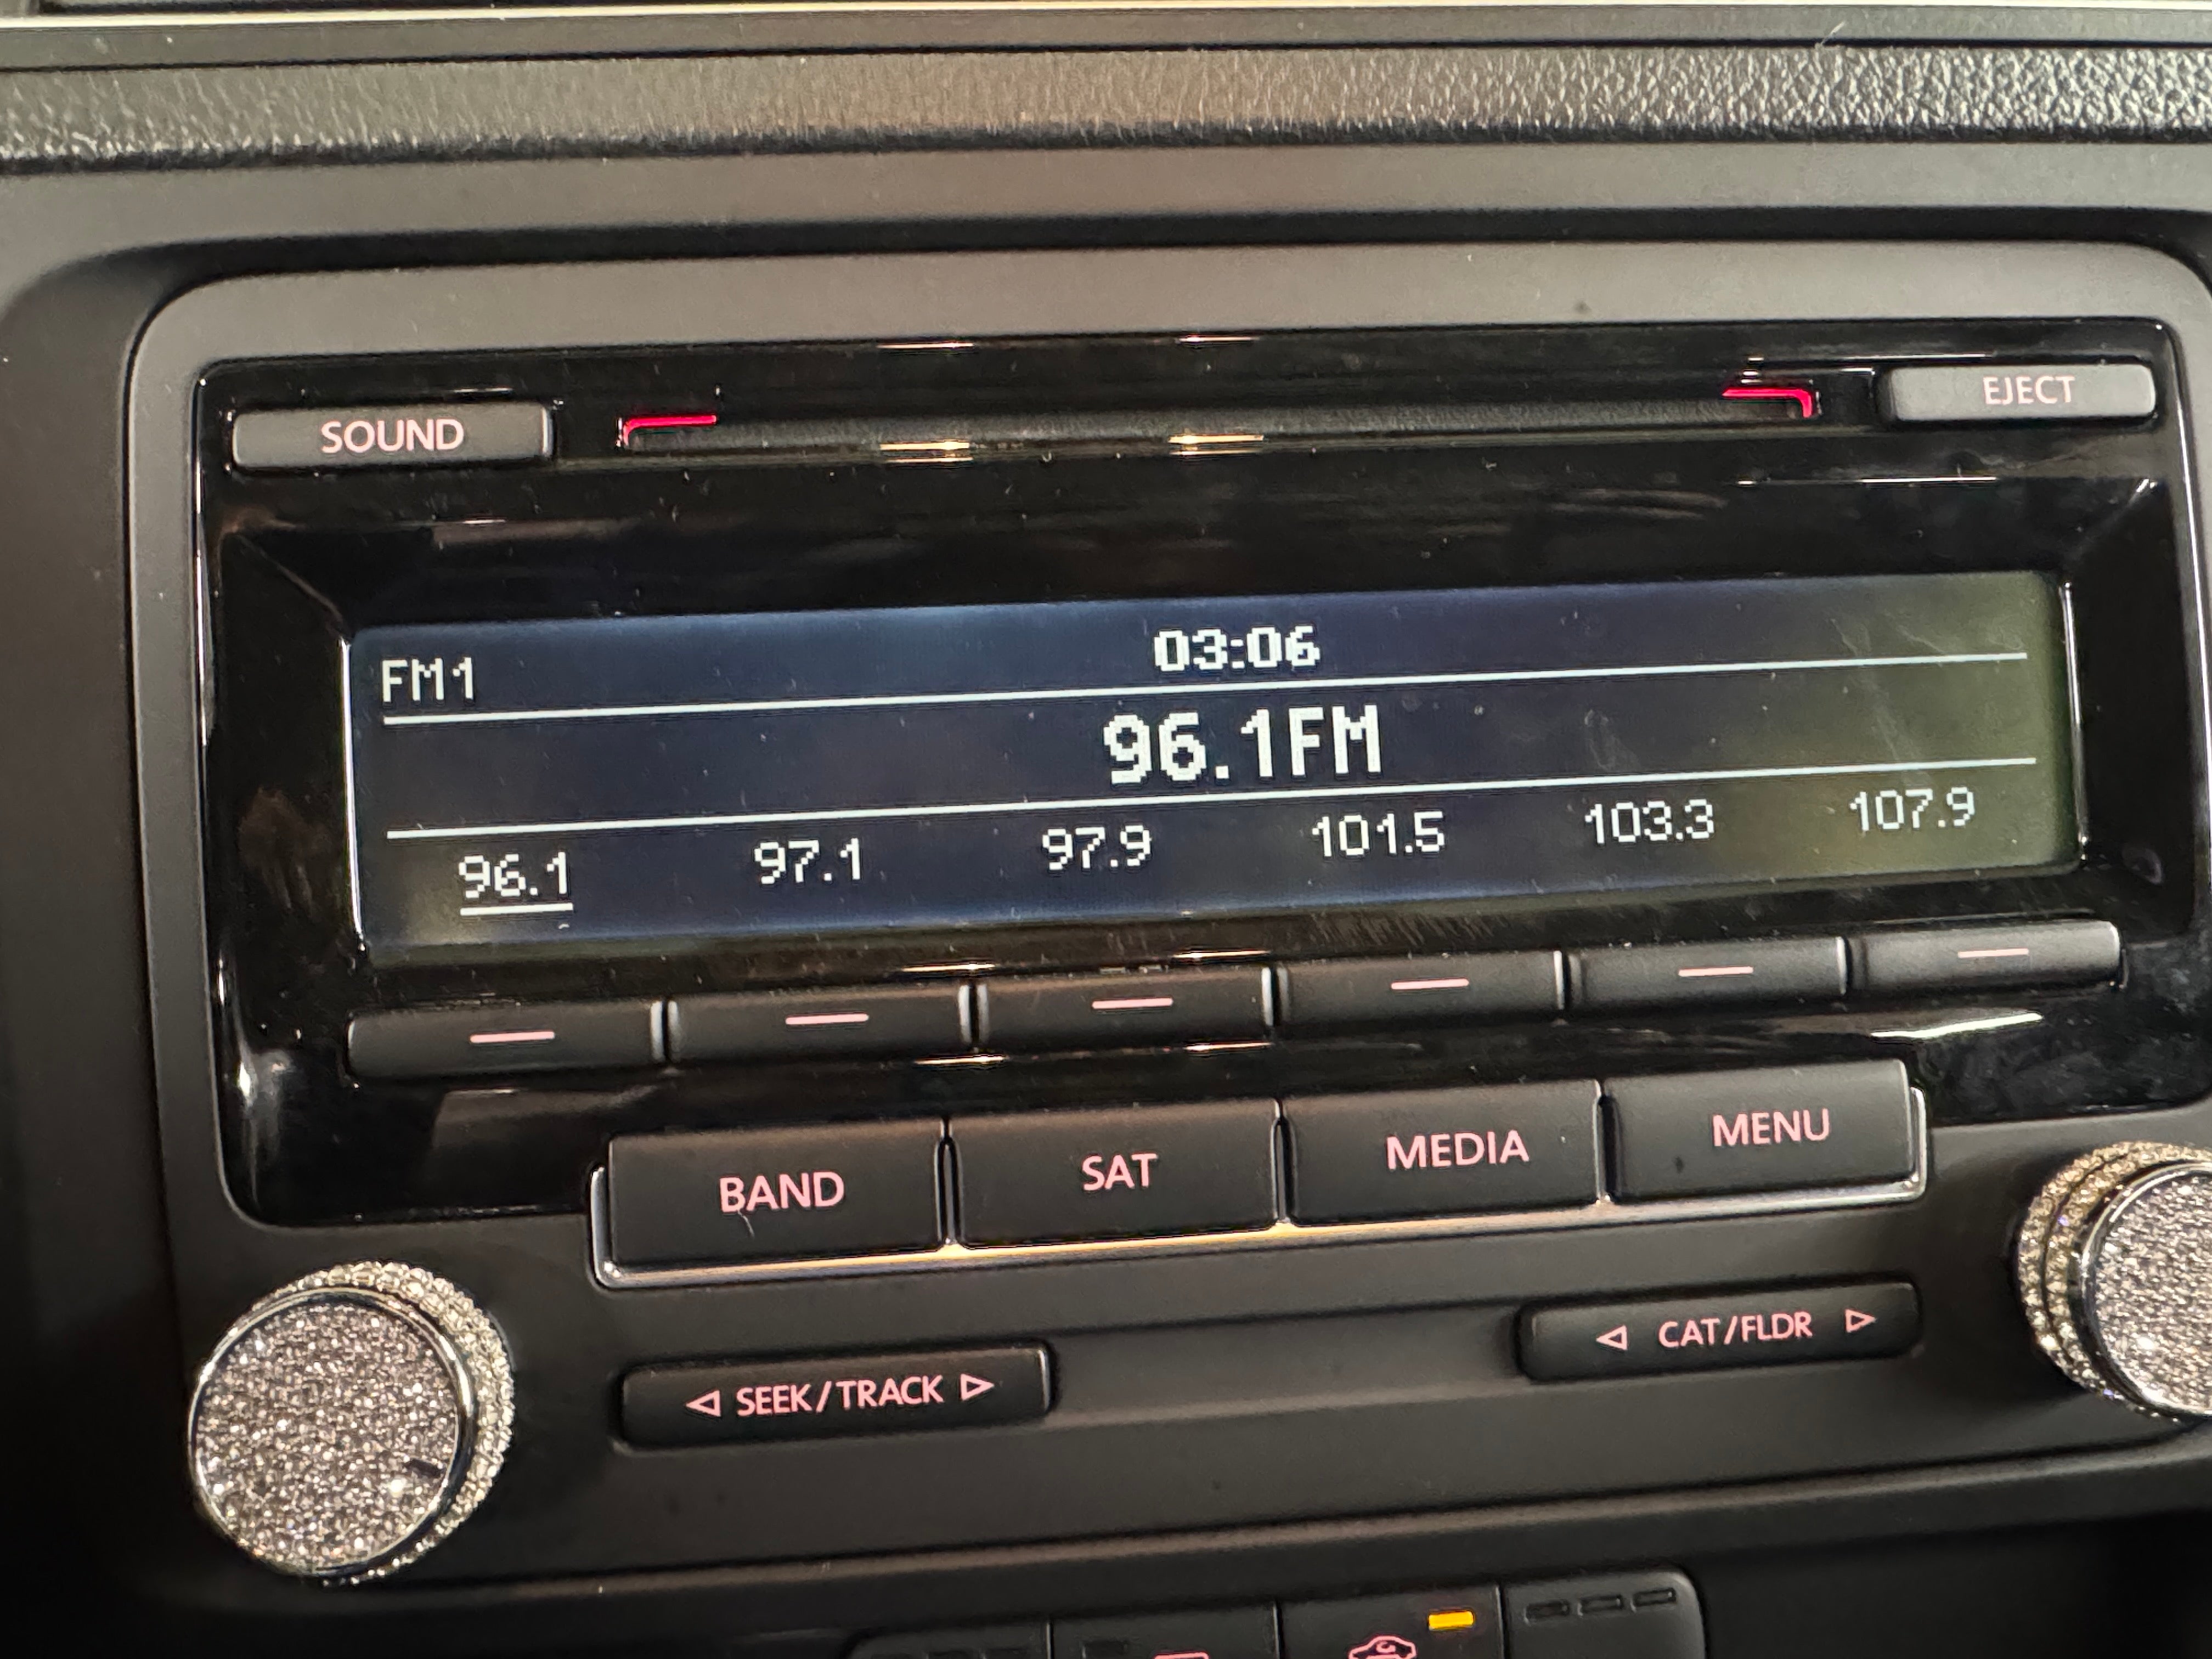 SOUND EJECT
FM1 03:06
96.1FM
96.1 97.1 97.9 101.5 103.3 107.9
BAND SAT MEDIA MENU
SEEK/TRACK CAT/FLDR